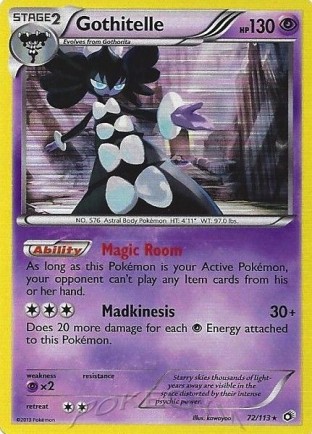 STAGE2
Gothitelle
HP130
Evolves from Gothorita
NO. 576 Astral Body Pokémon HT: 4'11" WT: 97.0 lbs.
Ability Magic Room
As long as this Pokémon is your Active Pokémon,
your opponent can't play any Item cards from his
or her hand.
Madkinesis 30+
Does 20 more damage for each Energy attached
to this Pokémon.
weakness resistance
×2
retreat
Starry skies thousands of light-
years away are visible in the
space distorted by their intense
psychic power.
©2013 Pokémon
Illus. kawayoo
72/113